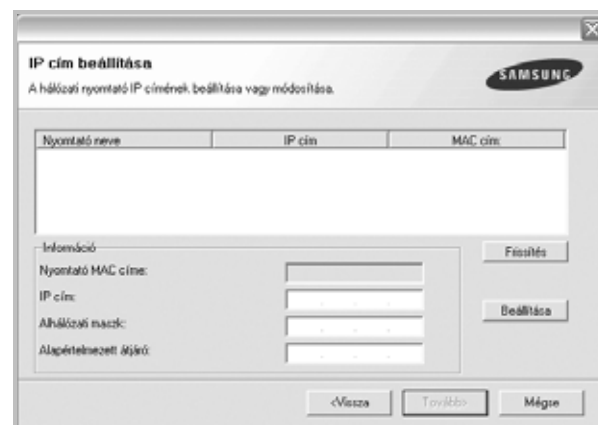 IP cím beállítása
A hálózati nyomtató IP címének beállítása vagy módosítása.
SAMSUNG
Nyomtató neve IP cím MAC cím:
Információ
Nyomtató MAC címe:
IP cím:
Alhálózati maszk:
Alapértelmezett átjáró:
Frissítés
Beállítása
<Vissza Tovább> Mégse